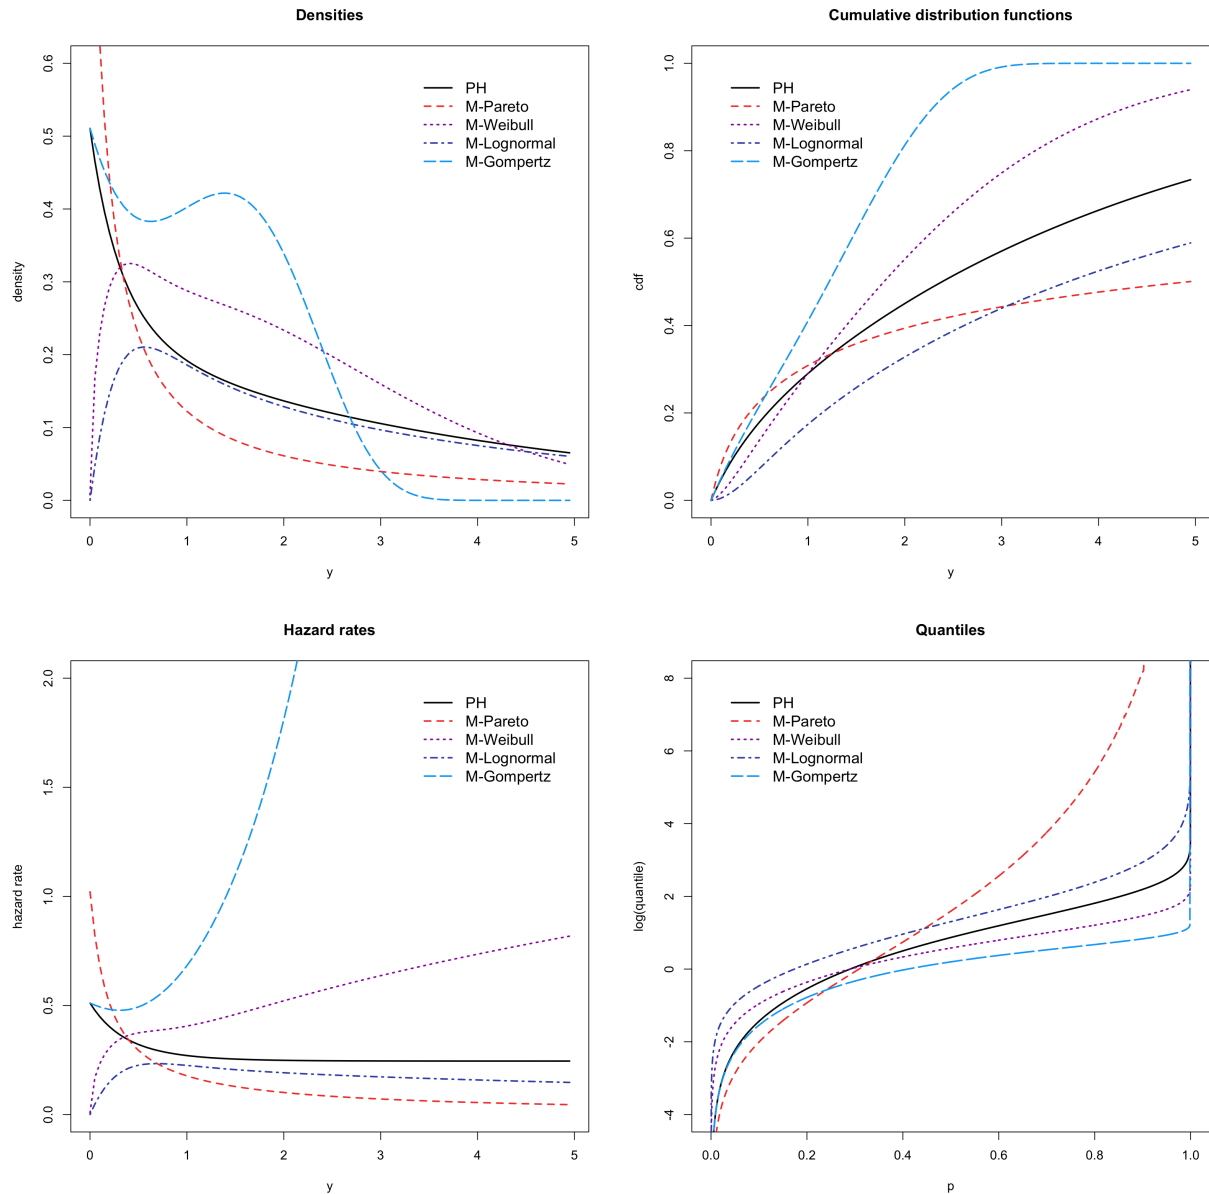 Densities
density
0.6
0.5
0.4
0.3
0.2
0.1
0.0
PH
M-Pareto
M-Weibull
M-Lognormal
M-Gompertz
0 1 2 3 4 5
y
Cumulative distribution functions
cdf
1.0
0.8
0.6
0.4
0.2
0.0
PH
M-Pareto
M-Weibull
M-Lognormal
M-Gompertz
0 1 2 3 4 5
y
Hazard rates
hazard rate
2.0
1.5
1.0
0.5
0.0
PH
M-Pareto
M-Weibull
M-Lognormal
M-Gompertz
0 1 2 3 4 5
y
Quantiles
log(quantile)
8
6
4
2
0
-2
-4
PH
M-Pareto
M-Weibull
M-Lognormal
M-Gompertz
0.0 0.2 0.4 0.6 0.8 1.0
p